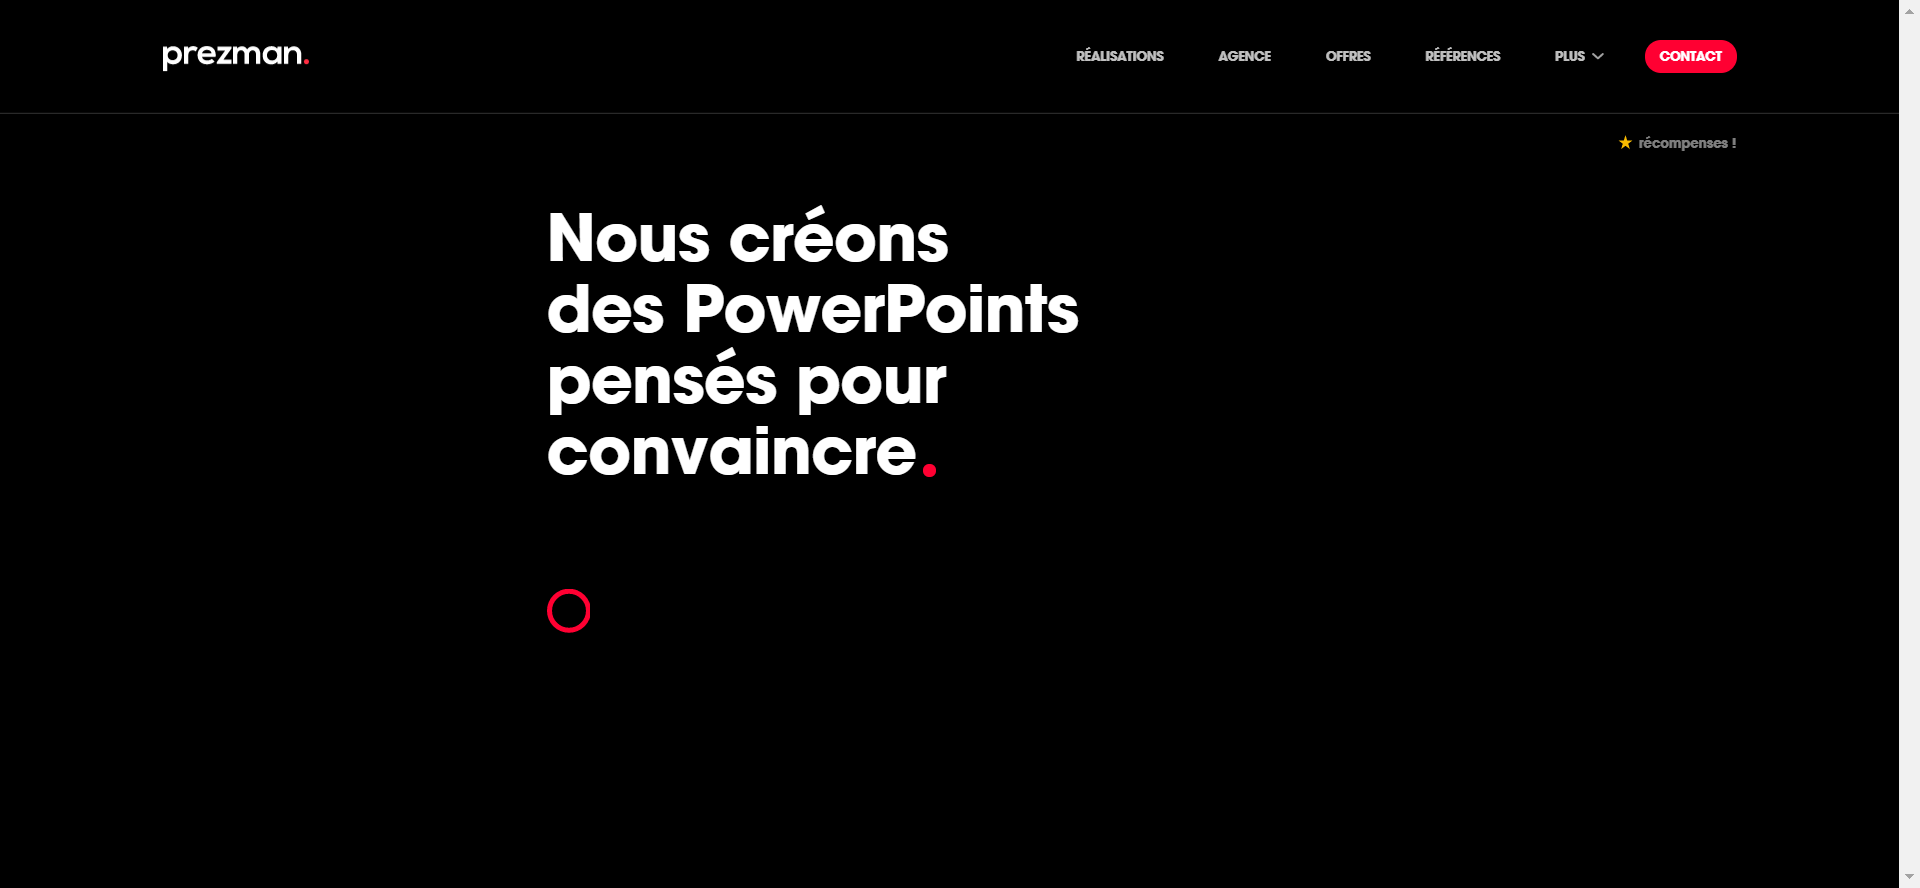 prezman.
RÉALISATIONS AGENCE OFFRES RÉFÉRENCES PLUS CONTACT
récompenses !
Nous créons
des PowerPoints
pensés pour
convaincre.